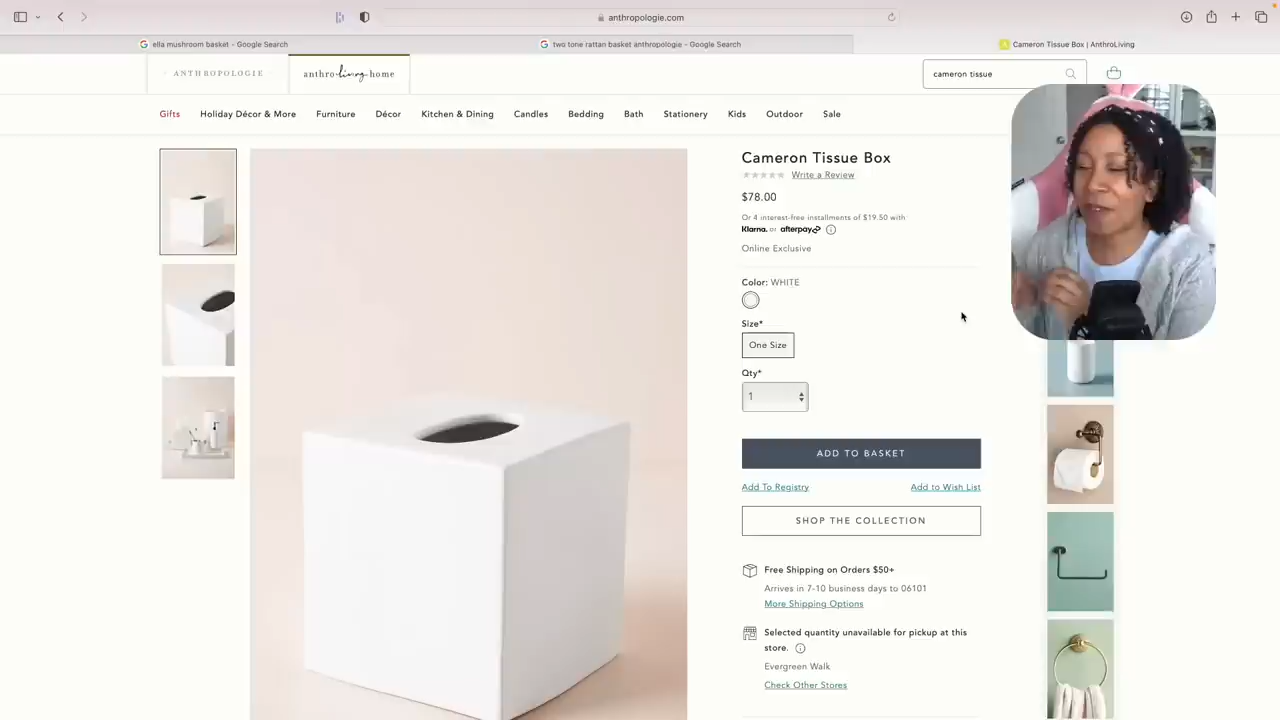 anthropologie.com
ella mushroom basket - Google Search
two tone rattan basket anthropologie - Google Search
Cameron Tissue Box | AnthroLiving
ANTHROPOLOGIE
anthroliving home
cameron tissue
Gifts
Holiday Décor & More
Furniture
Décor
Kitchen & Dining
Candles
Bedding
Bath
Stationery
Kids
Outdoor
Sale
Cameron Tissue Box
Write a Review
$78.00
Or 4 interest-free installments of $19.50 with
Klarna. or afterpay
Online Exclusive
Color: WHITE
Size*
One Size
Qty*
1
ADD TO BASKET
Add To Registry
Add to Wish List
SHOP THE COLLECTION
Free Shipping on Orders $50+
Arrives in 7-10 business days to 06101
More Shipping Options
Selected quantity unavailable for pickup at this
store.
Evergreen Walk
Check Other Stores